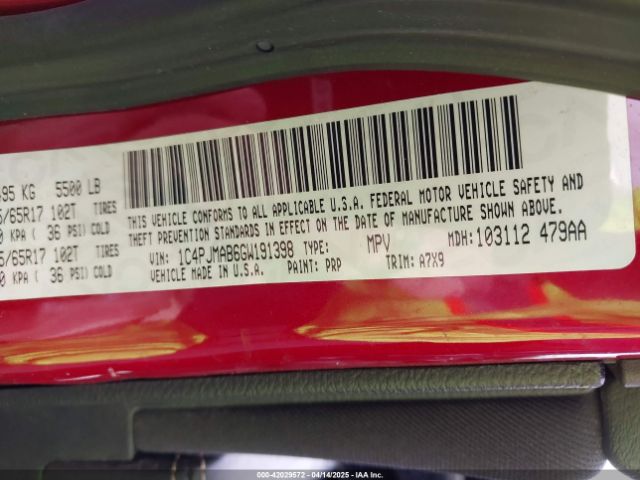 95 KG 5500 LB
/65R17 102T TIRES
0 KPA ( 36 PSI) COLD
/65R17 102T TIRES
KPA ( 36 PSI) COLD
THIS VEHICLE CONFORMS TO ALL APPLICABLE U.S.A. FEDERAL MOTOR VEHICLE SAFETY AND
THEFT PREVENTION STANDARDS IN EFFECT ON THE DATE OF MANUFACTURE SHOWN ABOVE.
VIN: 1C4PJMAB6GW191398 TYPE: MPV MDH: 103112 479AA
VEHICLE MADE IN U.S.A. PAINT: PRP TRIM: A7X9
000-42029572 - 04/14/2025 - IAA Inc.